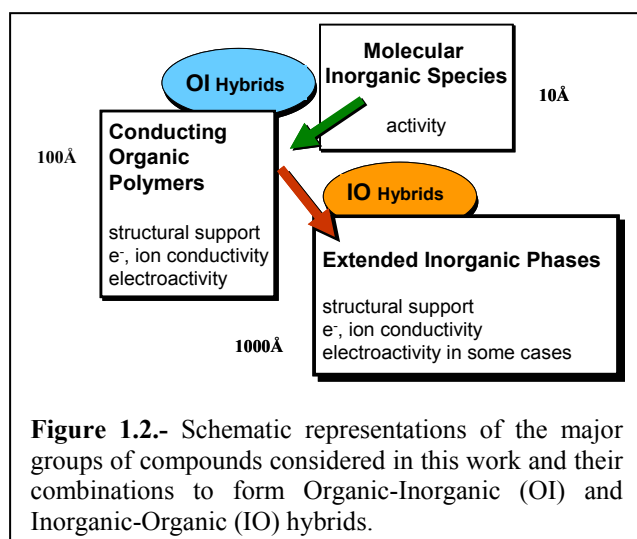 OI Hybrids
Molecular
Inorganic Species
activity
10Å
100Å
Conducting
Organic
Polymers
structural support
e-, ion conductivity
electroactivity
IO Hybrids
Extended Inorganic Phases
structural support
e-, ion conductivity
electroactivity in some cases
1000Å
Figure 1.2.- Schematic representations of the major
groups of compounds considered in this work and their
combinations to form Organic-Inorganic (OI) and
Inorganic-Organic (IO) hybrids.